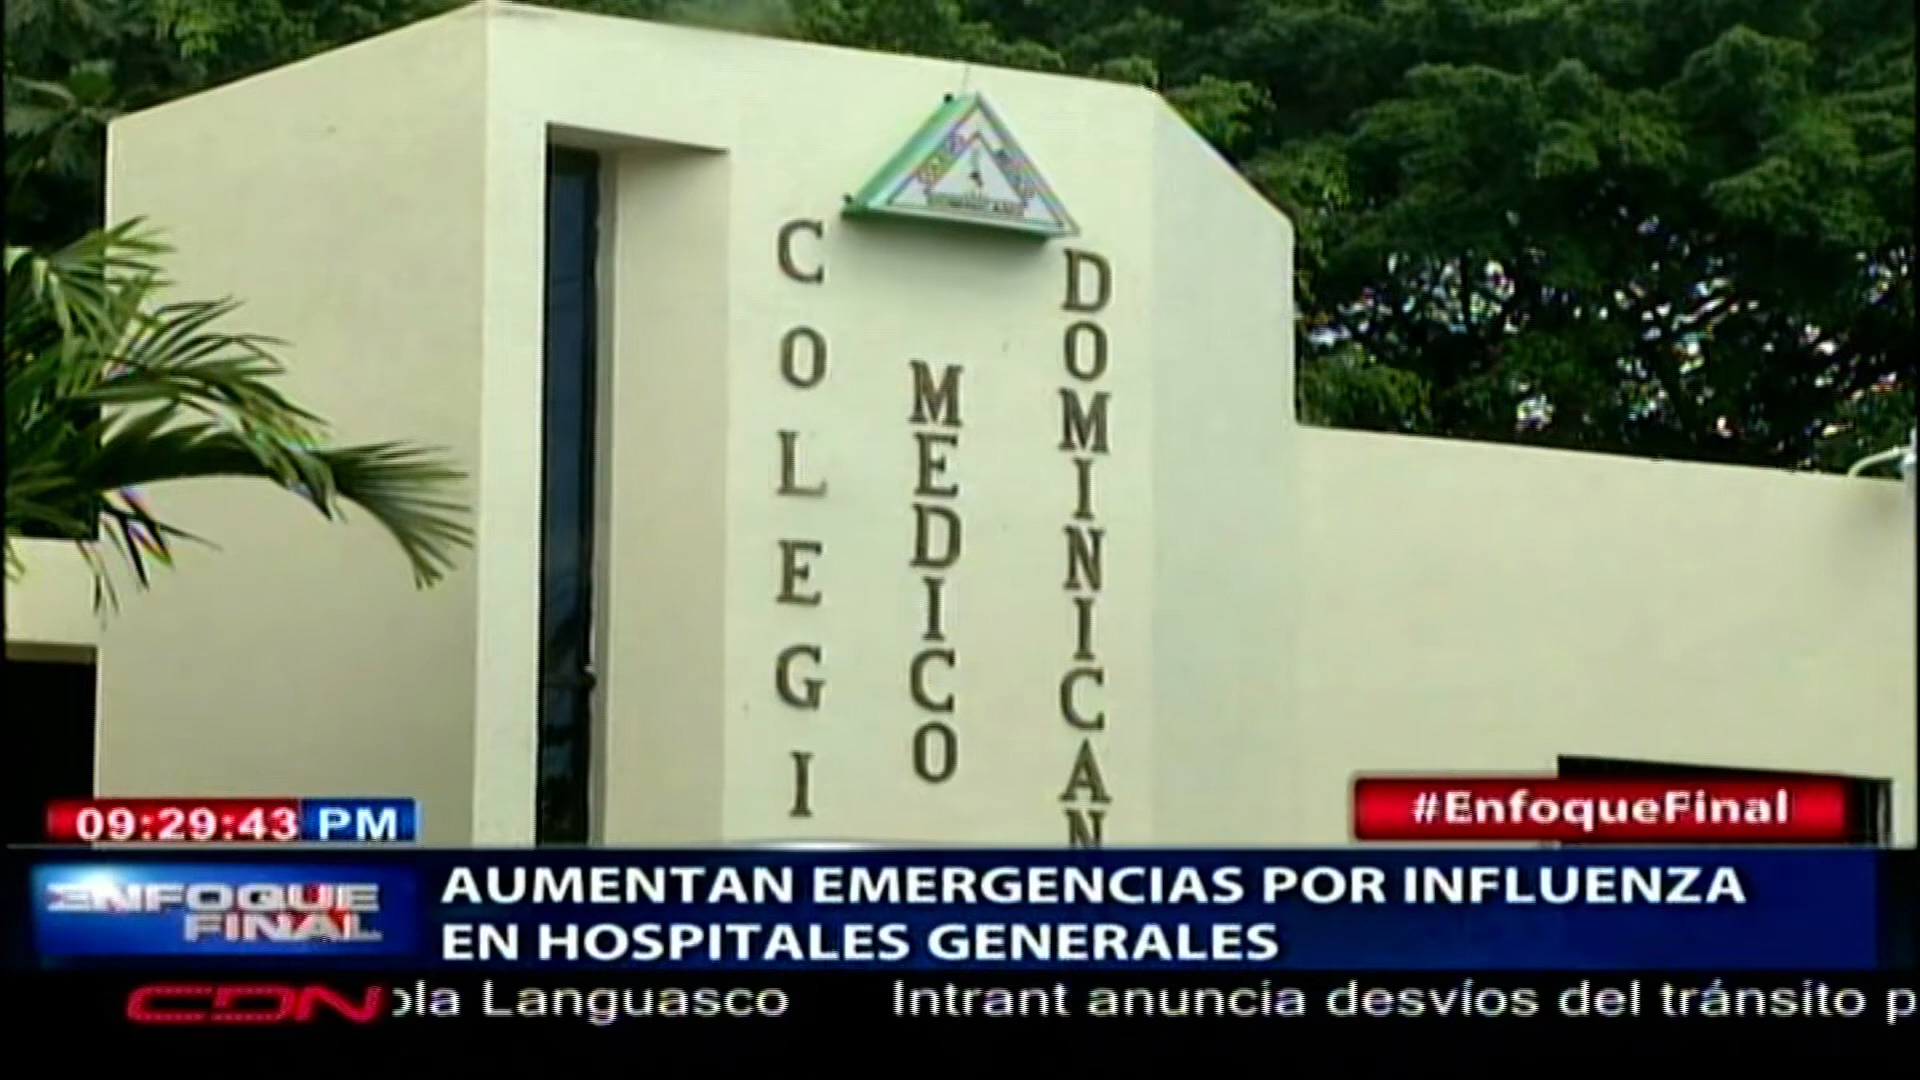 COLEGI
MEDICO
DOMINICAN
09:29:43 PM
#EnfoqueFinal
ENFOQUE
FINAL
AUMENTAN EMERGENCIAS POR INFLUENZA
EN HOSPITALES GENERALES
CDN
ola Languasco Intrant anuncia desvíos del tránsito p